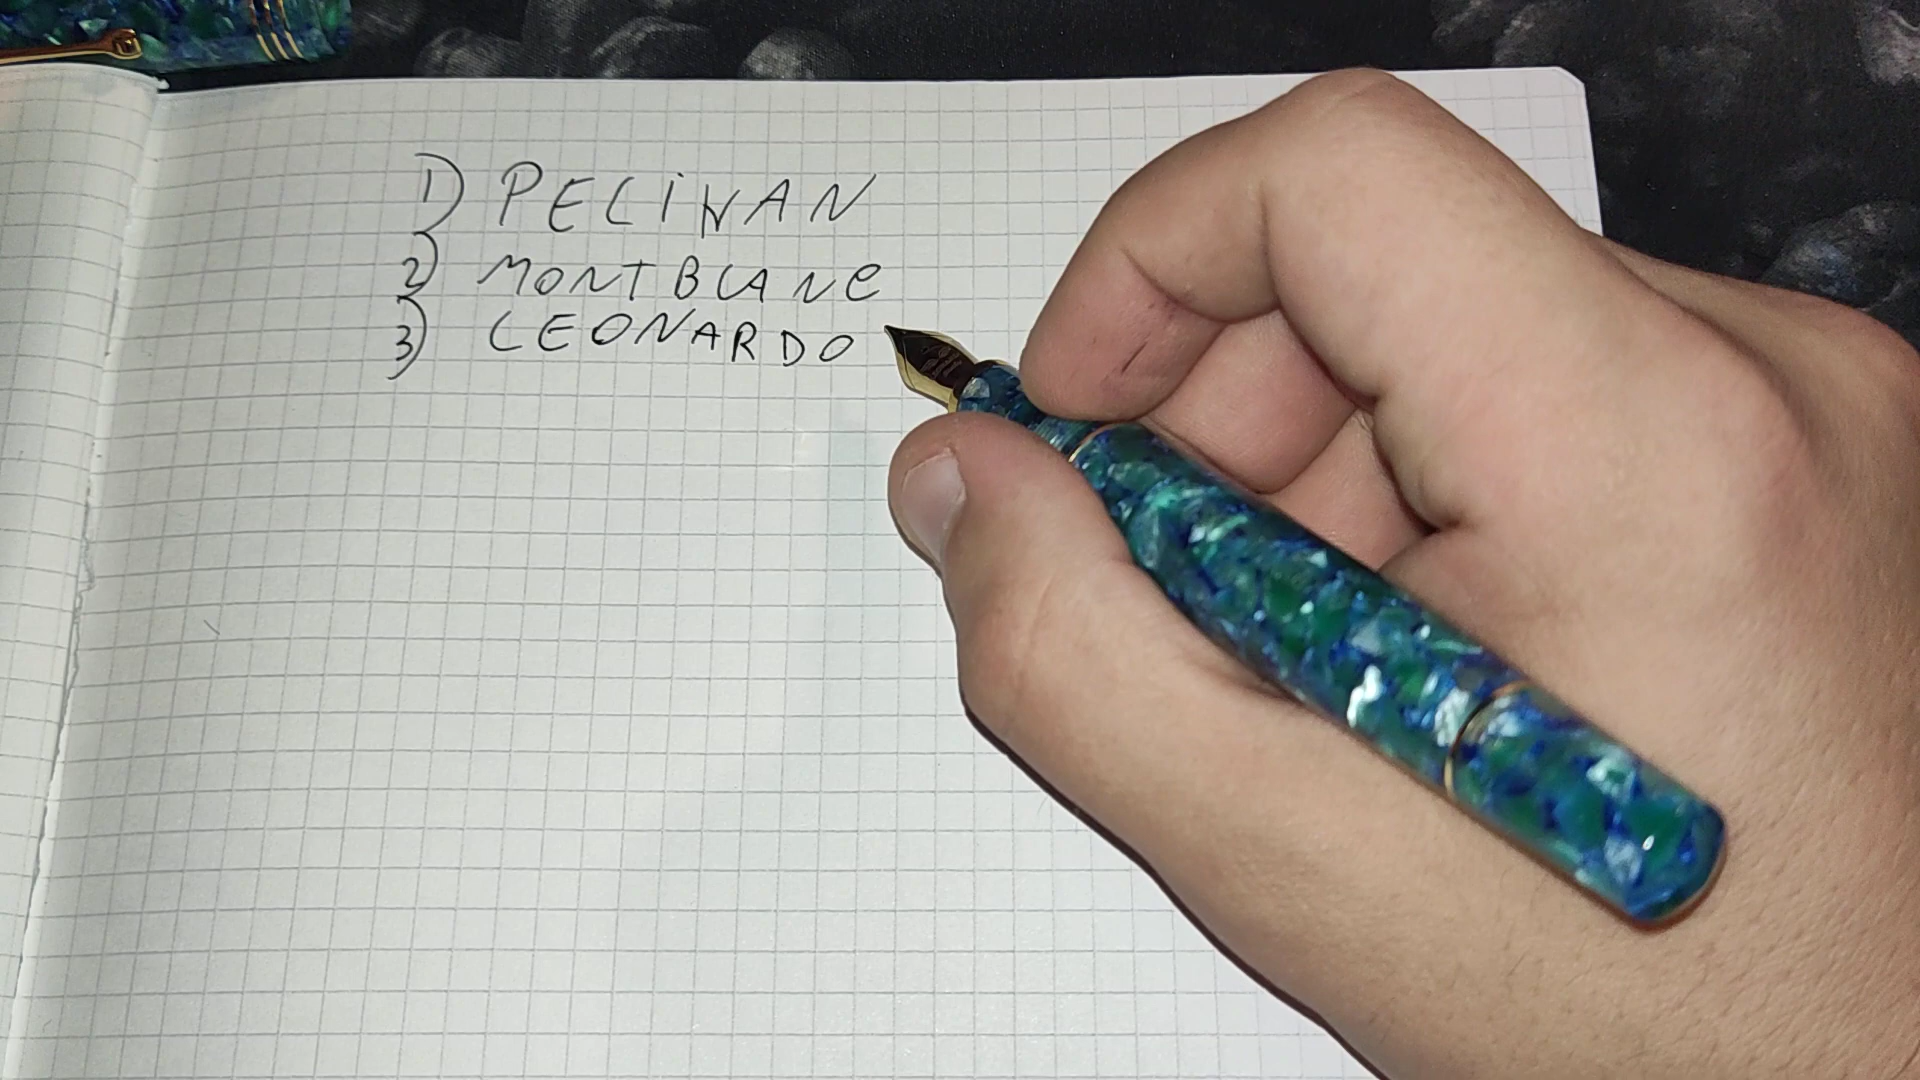 1) PELIKAN
2) MONTBLANC
3) LEONARDO